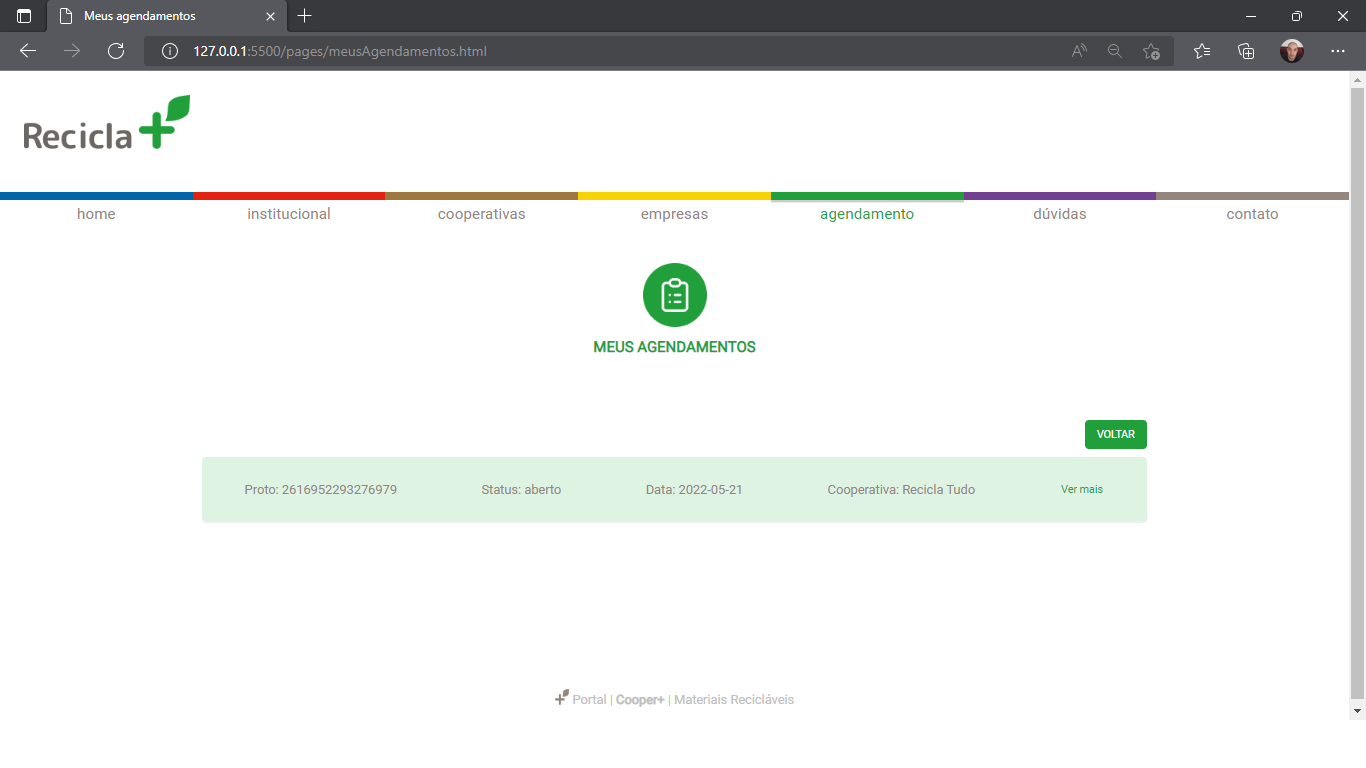 Meus agendamentos
127.0.0.1:5500/pages/meusAgendamentos.html
Recicla
home institucional cooperativas empresas agendamento dúvidas contato
MEUS AGENDAMENTOS
VOLTAR
Proto: 2616952293276979 Status: aberto Data: 2022-05-21 Cooperativa: Recicla Tudo Ver mais
Portal | Cooper+ | Materiais Recicláveis